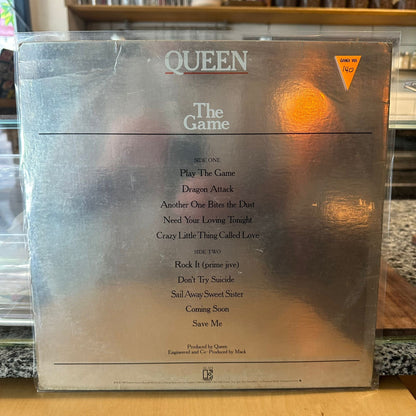 QUEEN
140
The
Game
SIDE ONE
Play The Game
Dragon Attack
Another One Bites the Dust
Need Your Loving Tonight
Crazy Little Thing Called Love
SIDE TWO
Rock It (prime jive)
Don't Try Suicide
Sail Away Sweet Sister
Coming Soon
Save Me
Produced by Queen
Engineered and Co-Produced by Mack